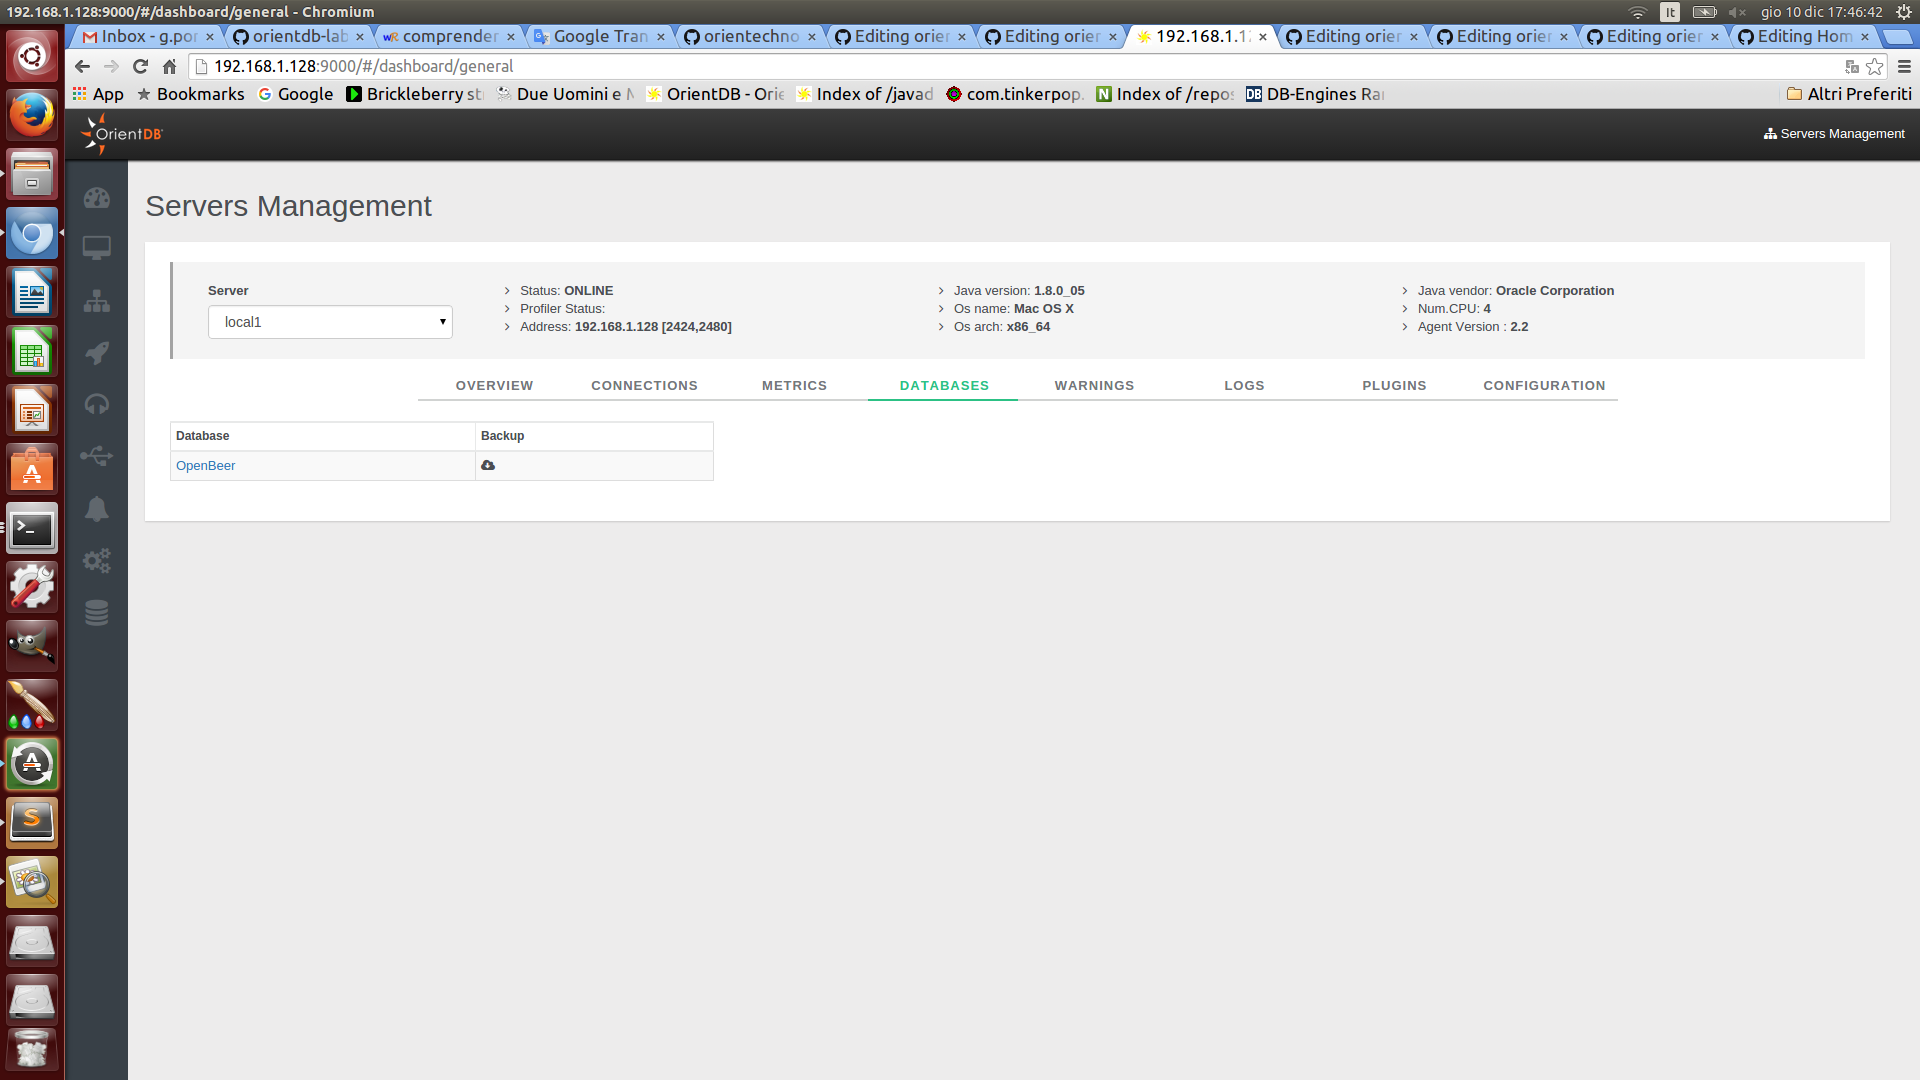 192.168.1.128:9000/#/dashboard/general - Chromium
It
gio 10 dic 17:46:42
Inbox - g.por
orientdb-lab
comprender
Google Tran
orientechno
Editing orier
Editing orier
192.168.1.12
Editing orier
Editing orier
Editing orier
Editing Hom
192.168.1.128:9000/#/dashboard/general
App
Bookmarks
Google
Brickleberry str
Due Uomini e M
OrientDB - Orie
Index of /javad
com.tinkerpop.
Index of /repos
DB-Engines Ran
Altri Preferiti
OrientDB
Servers Management
Servers Management
Server
local1
Status: ONLINE
Profiler Status:
Address: 192.168.1.128 [2424,2480]
Java version: 1.8.0_05
Os name: Mac OS X
Os arch: x86_64
Java vendor: Oracle Corporation
Num.CPU: 4
Agent Version : 2.2
OVERVIEW CONNECTIONS METRICS DATABASES WARNINGS LOGS PLUGINS CONFIGURATION
Database Backup
OpenBeer